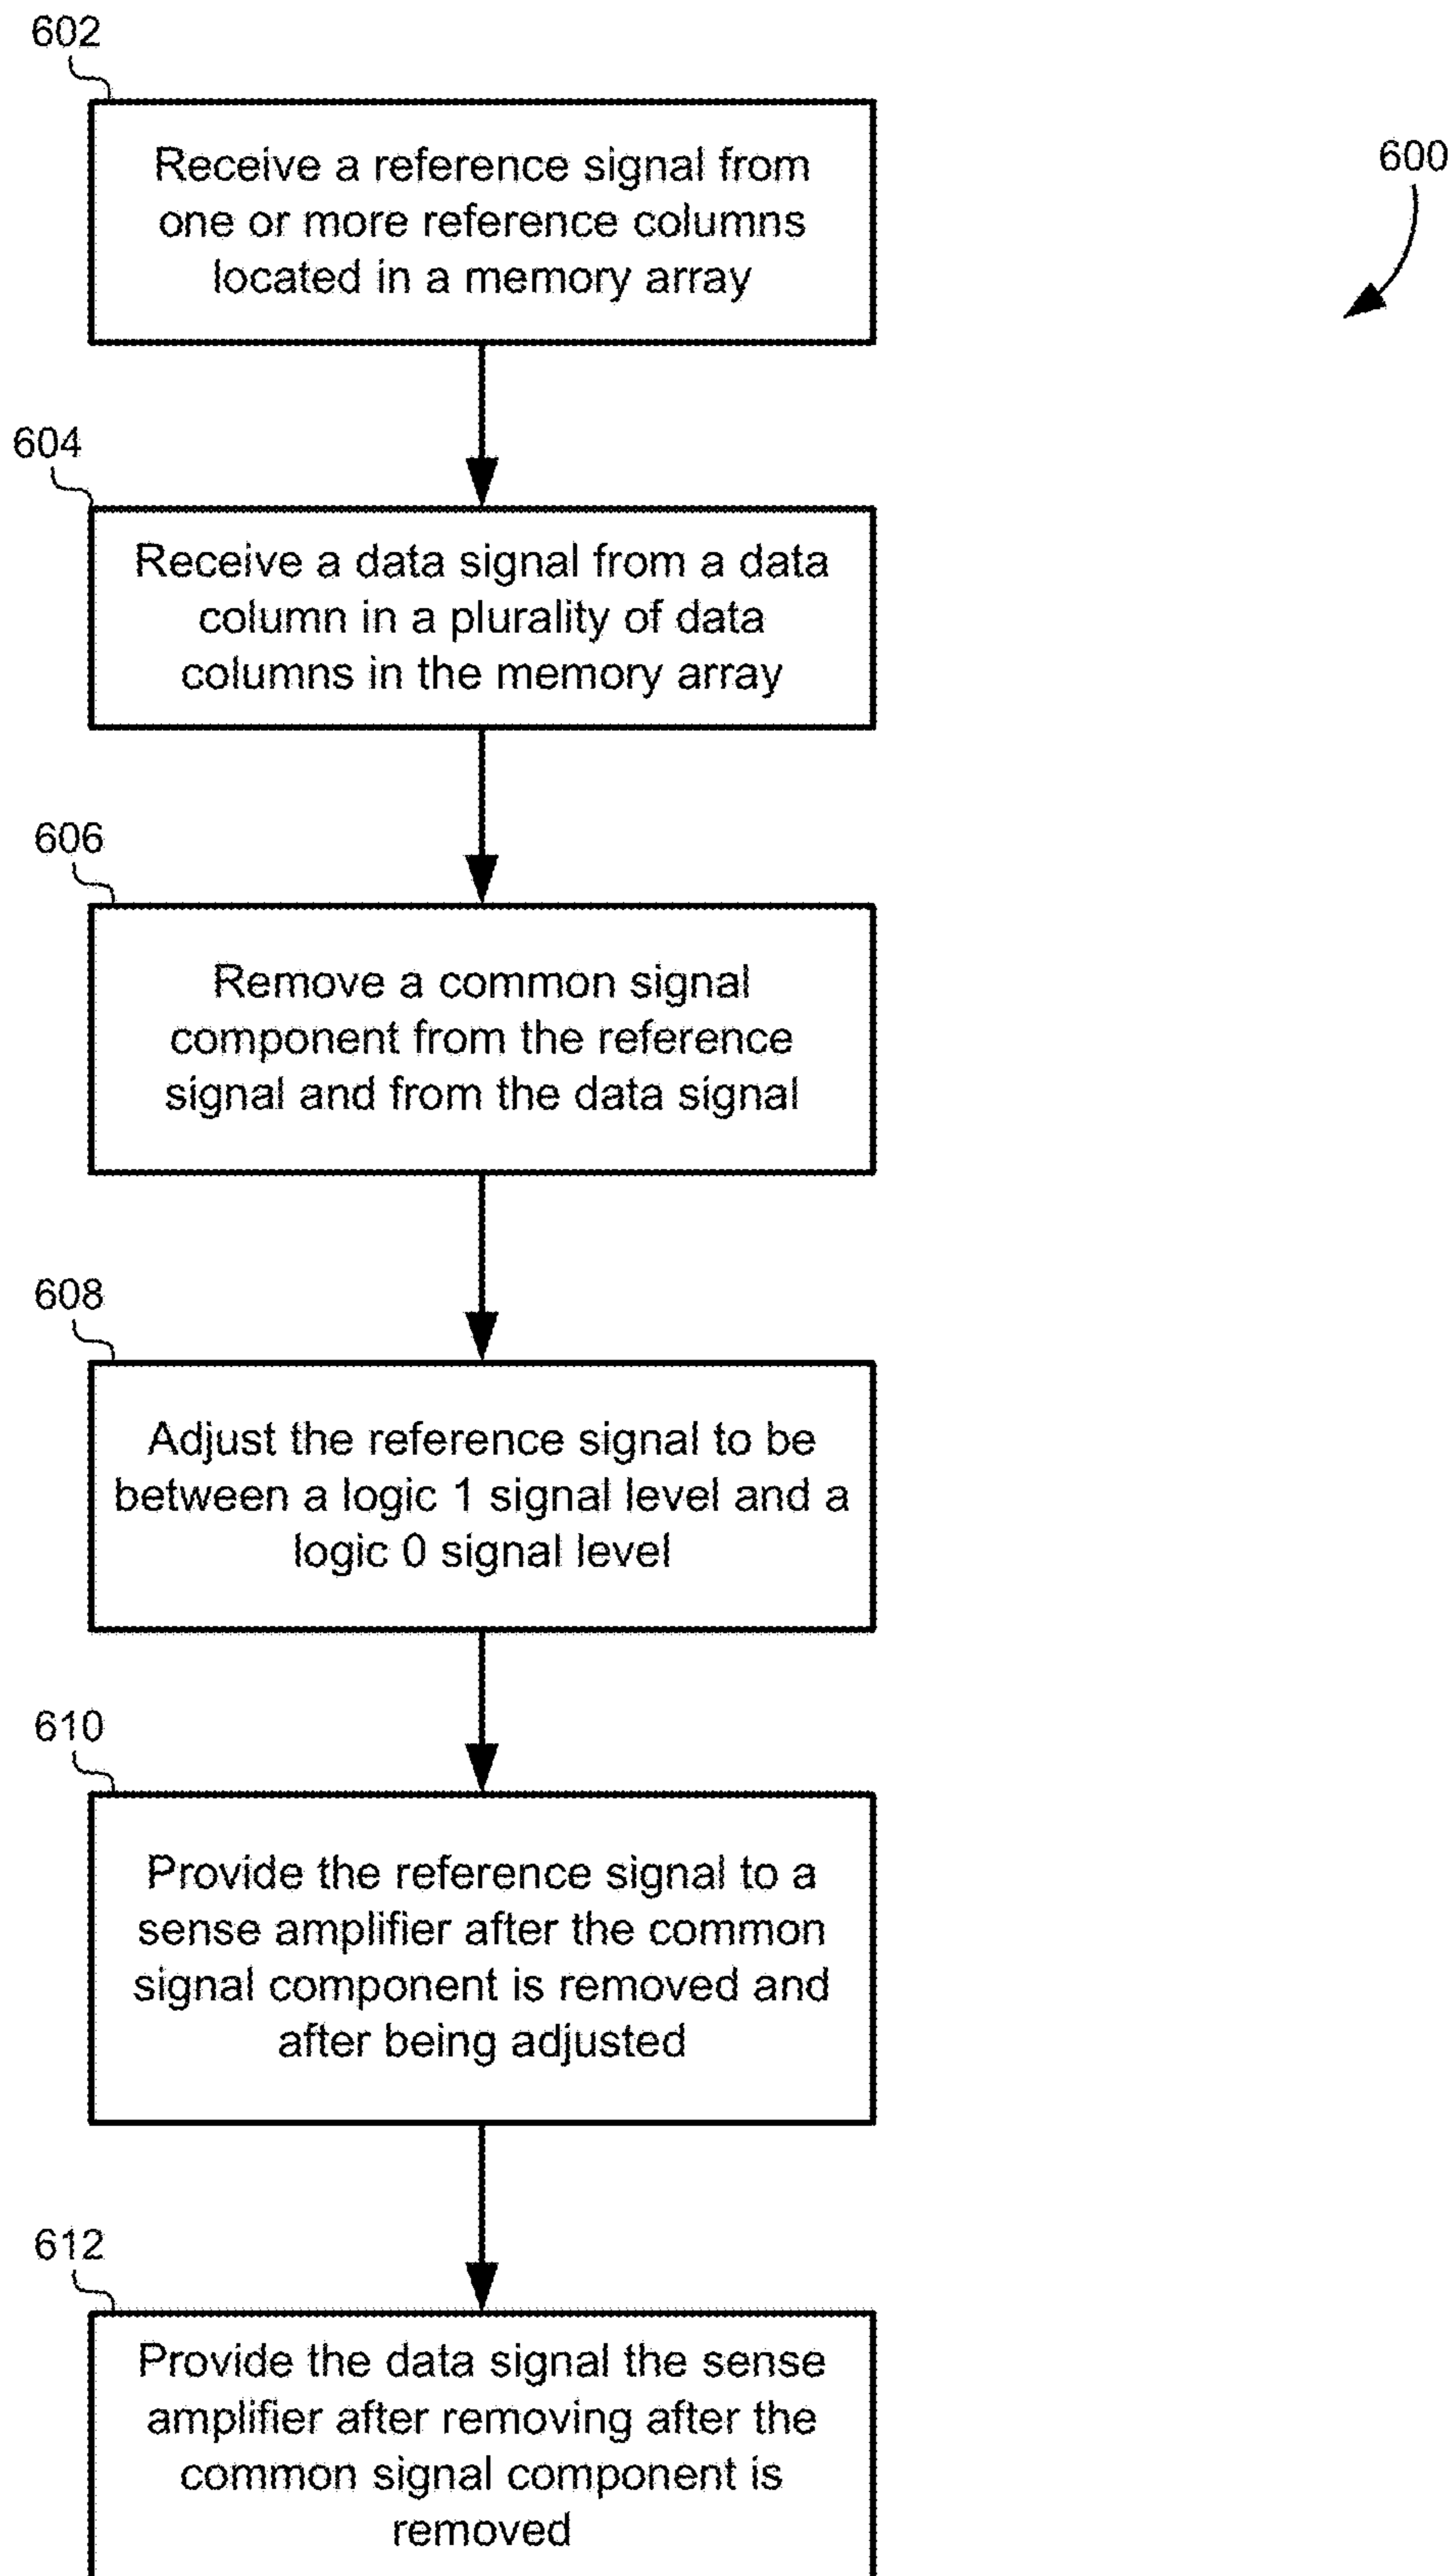 602
Receive a reference signal from
one or more reference columns
located in a memory array
600
604
Receive a data signal from a data
column in a plurality of data
columns in the memory array
606
Remove a common signal
component from the reference
signal and from the data signal
608
Adjust the reference signal to be
between a logic 1 signal level and a
logic 0 signal level
610
Provide the reference signal to a
sense amplifier after the common
signal component is removed and
after being adjusted
612
Provide the data signal the sense
amplifier after removing after the
common signal component is
removed